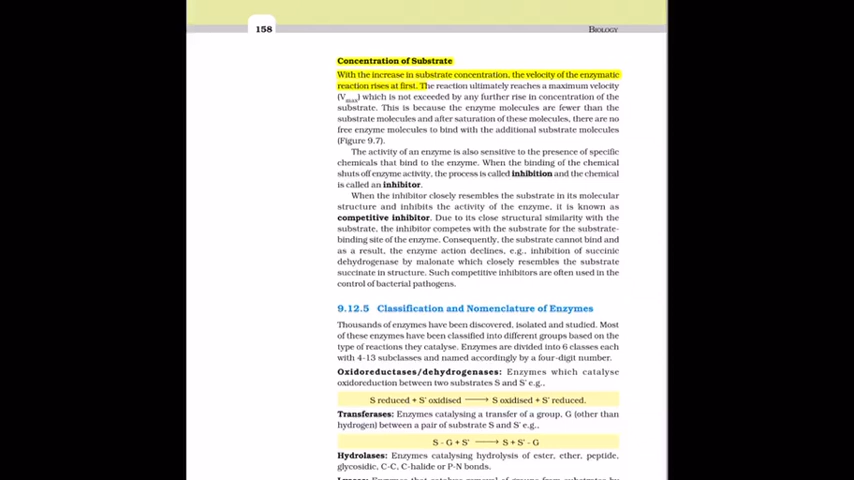 158
BIOLOGY
Concentration of Substrate
With the increase in substrate concentration, the velocity of the enzymatic
reaction rises at first. The reaction ultimately reaches a maximum velocity
(Vmax) which is not exceeded by any further rise in concentration of the
substrate. This is because the enzyme molecules are fewer than the
substrate molecules and after saturation of these molecules, there are no
free enzyme molecules to bind with the additional substrate molecules
(Figure 9.7).
The activity of an enzyme is also sensitive to the presence of specific
chemicals that bind to the enzyme. When the binding of the chemical
shuts off enzyme activity, the process is called inhibition and the chemical
is called an inhibitor.
When the inhibitor closely resembles the substrate in its molecular
structure and inhibits the activity of the enzyme, it is known as
competitive inhibitor. Due to its close structural similarity with the
substrate, the inhibitor competes with the substrate for the substrate-
binding site of the enzyme. Consequently, the substrate cannot bind and
as a result, the enzyme action declines, e.g., inhibition of succinic
dehydrogenase by malonate which closely resembles the substrate
succinate in structure. Such competitive inhibitors are often used in the
control of bacterial pathogens.
9.12.5 Classification and Nomenclature of Enzymes
Thousands of enzymes have been discovered, isolated and studied. Most
of these enzymes have been classified into different groups based on the
type of reactions they catalyse. Enzymes are divided into 6 classes each
with 4-13 subclasses and named accordingly by a four-digit number.
Oxidoreductases/dehydrogenases: Enzymes which catalyse
oxidoreduction between two substrates S and S' e.g.,
S reduced + S' oxidised ⟶ S oxidised + S' reduced.
Transferases: Enzymes catalysing a transfer of a group, G (other than
hydrogen) between a pair of substrate S and S' e.g.,
S - G + S' ⟶ S + S' - G
Hydrolases: Enzymes catalysing hydrolysis of ester, ether, peptide,
glycosidic, C-C, C-halide or P-N bonds.